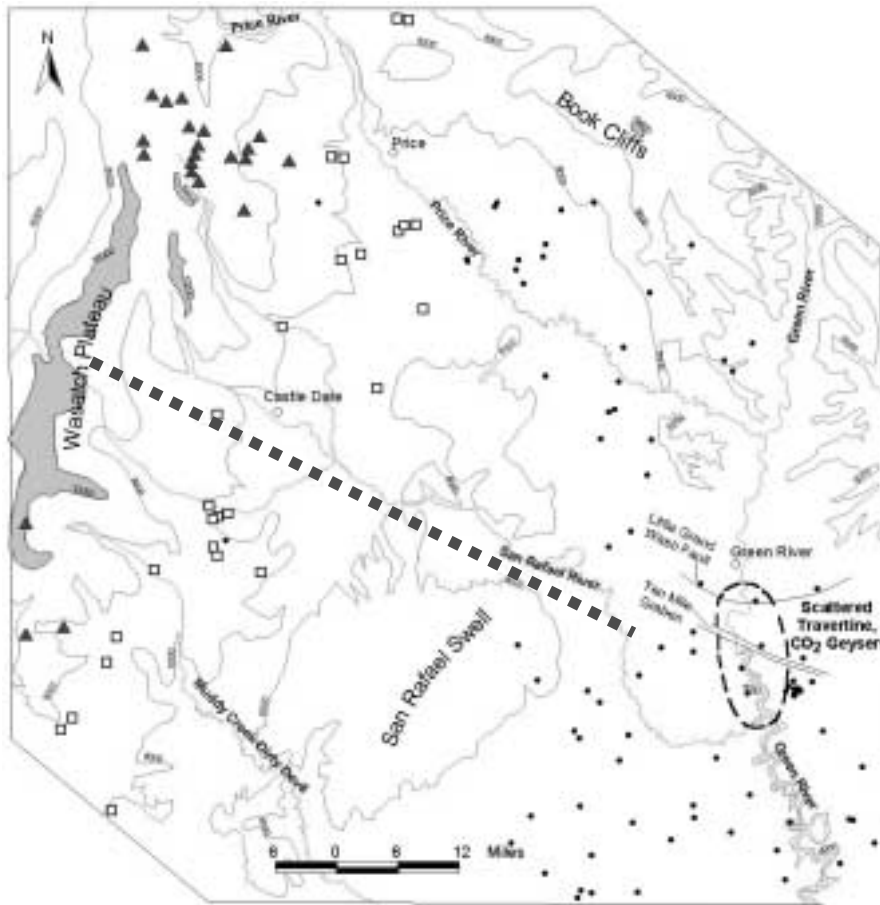 N
Price River
Book Cliffs
Price
Price River
Green River
Wasatch Plateau
Castle Dale
Little Grand
Wash Fault
Green River
San Rafael River
Ten Mile
Graben
Scattered
Travertine,
CO2 Geyser
San Rafael Swell
Muddy Creek
Green River
6 0 6 12 Miles